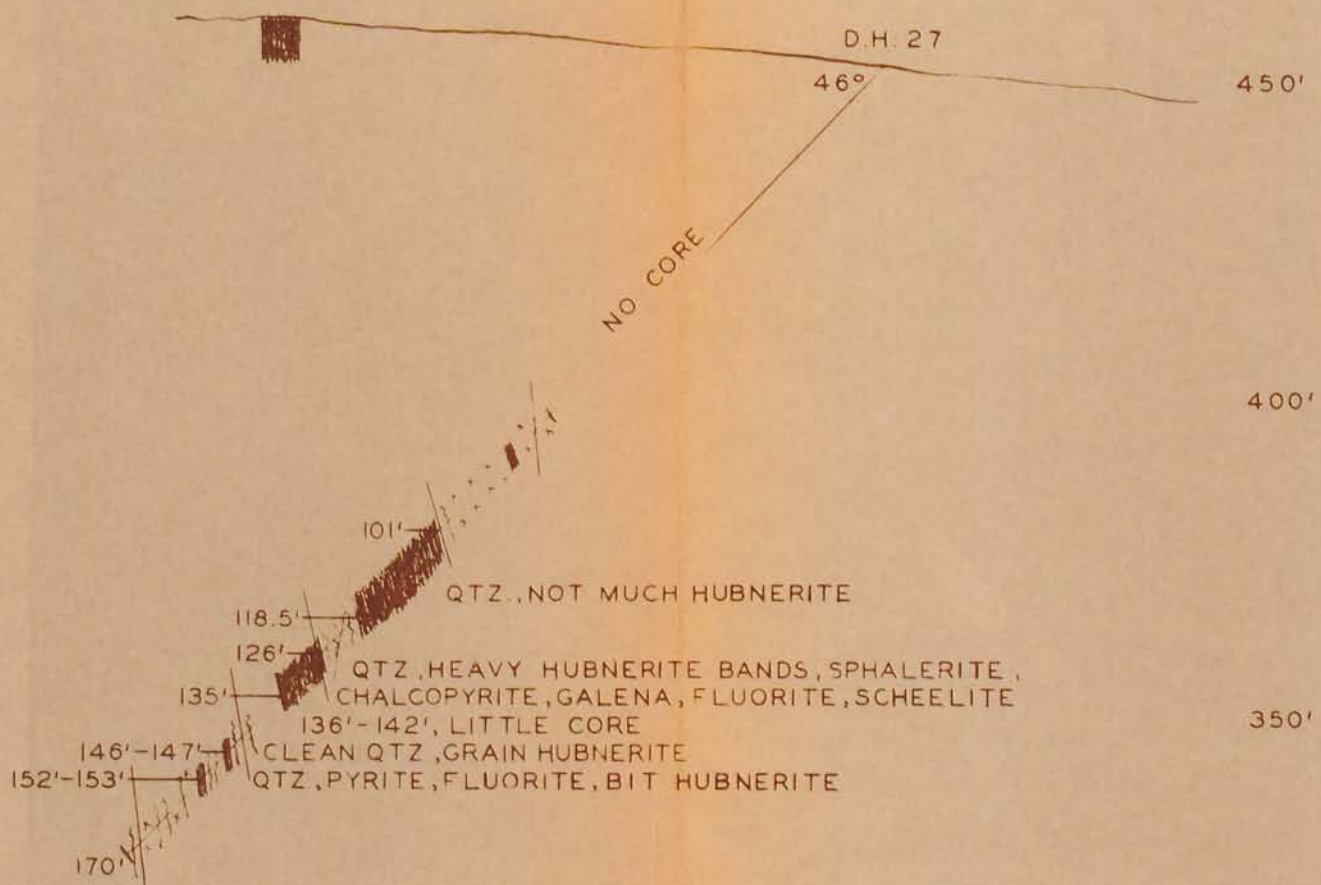 D.H. 27
46°
450'
NO CORE
400'
101'
QTZ., NOT MUCH HUBNERITE
118.5'
126'
QTZ, HEAVY HUBNERITE BANDS, SPHALERITE,
135'
CHALCOPYRITE, GALENA, FLUORITE, SCHEELITE
136'-142', LITTLE CORE
350'
146'-147'
CLEAN QTZ, GRAIN HUBNERITE
152'-153'
QTZ, PYRITE, FLUORITE, BIT HUBNERITE
170'